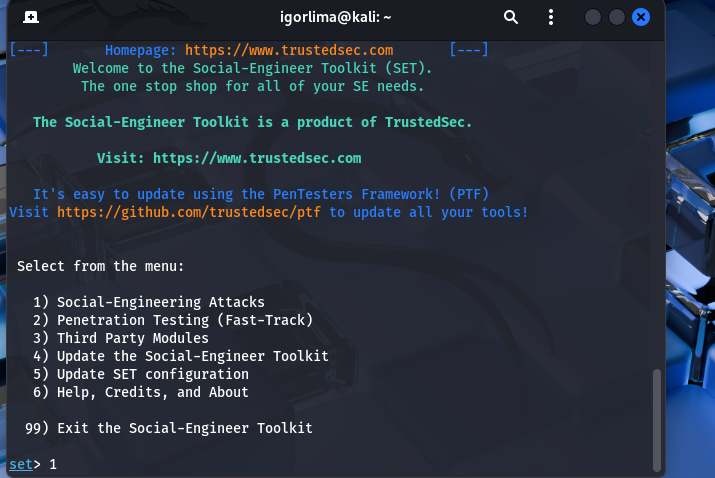 igorlima@kali: ~
[---] Homepage: https://www.trustedsec.com [---]
Welcome to the Social-Engineer Toolkit (SET).
The one stop shop for all of your SE needs.
The Social-Engineer Toolkit is a product of TrustedSec.
Visit: https://www.trustedsec.com
It's easy to update using the PenTesters Framework! (PTF)
Visit https://github.com/trustedsec/ptf to update all your tools!
Select from the menu:
1) Social-Engineering Attacks
2) Penetration Testing (Fast-Track)
3) Third Party Modules
4) Update the Social-Engineer Toolkit
5) Update SET configuration
6) Help, Credits, and About
99) Exit the Social-Engineer Toolkit
set> 1